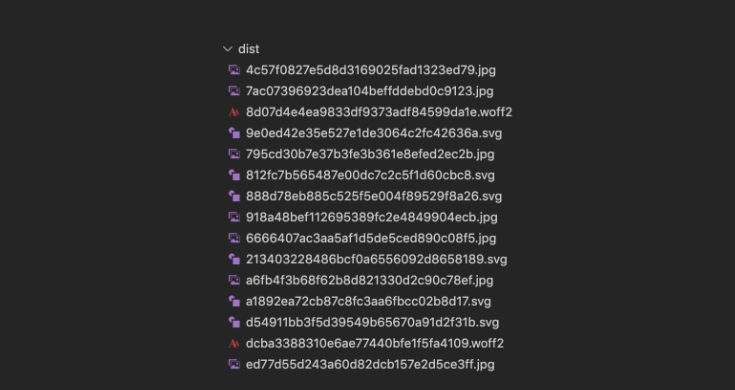 dist
4c57f0827e5d8d3169025fad1323ed79.jpg
7ac07396923dea104beffddebd0c9123.jpg
8d07d4e4ea9833df9373adf84599da1e.woff2
9e0ed42e35e527e1de3064c2fc42636a.svg
795cd30b7e37b3fe3b361e8efed2ec2b.jpg
812fc7b565487e00dc7c2c5f1d60cbc8.svg
888d78eb885c525f5e004f89529f8a26.svg
918a48bef112695389fc2e4849904ecb.jpg
6666407ac3aa5af1d5de5ced890c08f5.jpg
213403228486bcf0a6556092d8658189.svg
a6fb4f3b68f62b8d821330d2c90c78ef.jpg
a1892ea72cb87c8fc3aa6fbcc02b8d17.svg
d54911bb3f5d39549b65670a91d2f31b.svg
dcba3388310e6ae77440bfe1f5fa4109.woff2
ed77d55d243a60d82dcb157e2d5ce3ff.jpg